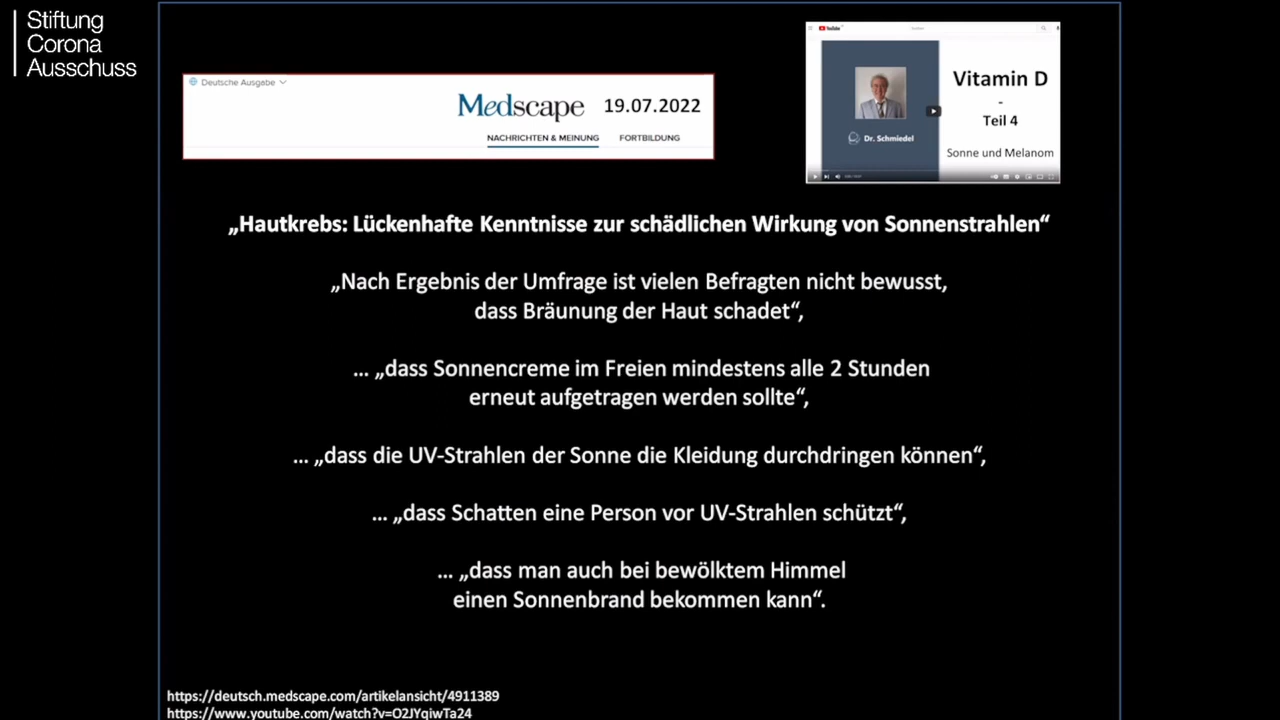 Stiftung
Corona
Ausschuss
Deutsche Ausgabe
Medscape 19.07.2022
NACHRICHTEN & MEINUNG FORTBILDUNG
YouTube
Vitamin D
-
Teil 4
Dr. Schmiedel
Sonne und Melanom
„Hautkrebs: Lückenhafte Kenntnisse zur schädlichen Wirkung von Sonnenstrahlen“
„Nach Ergebnis der Umfrage ist vielen Befragten nicht bewusst,
dass Bräunung der Haut schadet“,
... „dass Sonnencreme im Freien mindestens alle 2 Stunden
erneut aufgetragen werden sollte“,
... „dass die UV-Strahlen der Sonne die Kleidung durchdringen können“,
... „dass Schatten eine Person vor UV-Strahlen schützt“,
... „dass man auch bei bewölktem Himmel
einen Sonnenbrand bekommen kann“.
https://deutsch.medscape.com/artikelansicht/4911389
https://www.youtube.com/watch?v=O2JYqiwTa24